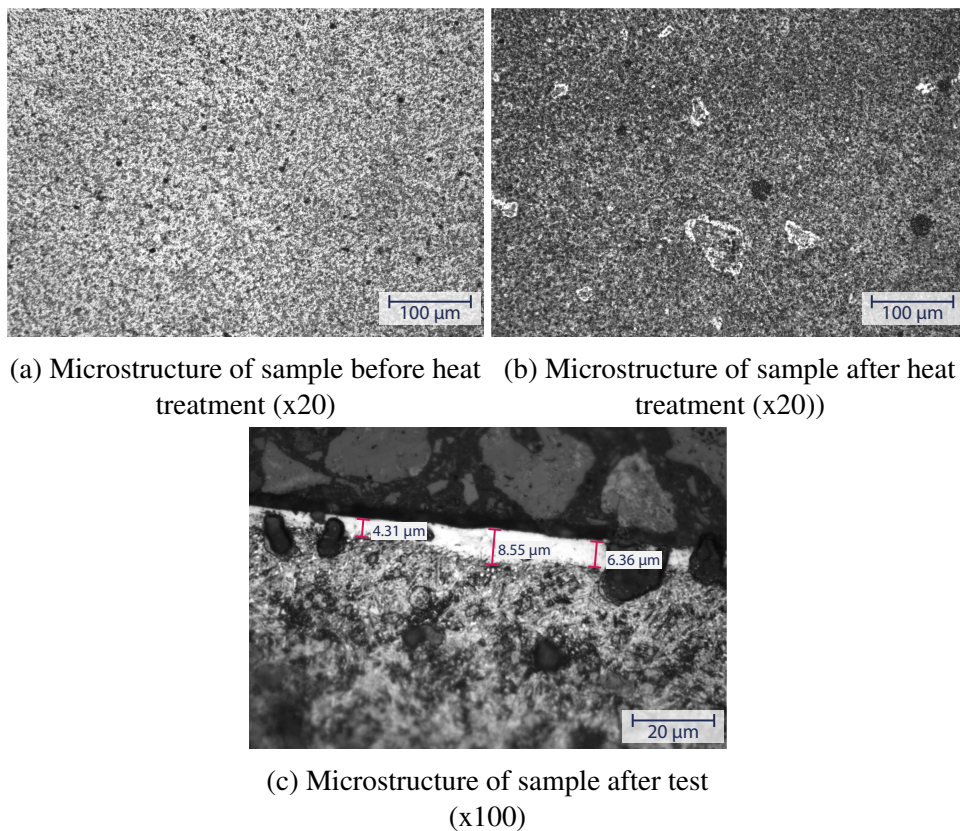 100 µm
100 µm
(a) Microstructure of sample before heat
treatment (x20)
(b) Microstructure of sample after heat
treatment (x20))
4.31 µm
8.55 µm
6.36 µm
20 µm
(c) Microstructure of sample after test
(x100)